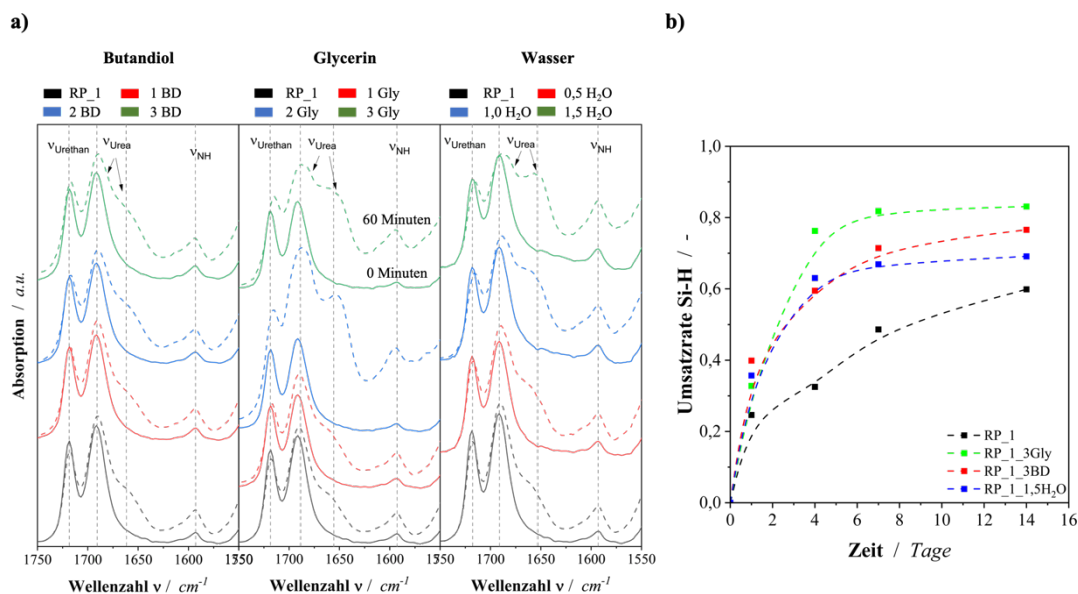 a)
Butandiol
Glycerin
Wasser
RP_1
1 BD
2 BD
3 BD
RP_1
1 Gly
2 Gly
3 Gly
RP_1
0,5 H₂O
1,0 H₂O
1,5 H₂O
νUrethan
νUrea
νNH
νUrethan
νUrea
νNH
νUrethan
νUrea
νNH
60 Minuten
0 Minuten
Absorption / a.u.
1750 1700 1650 1600 1550
1750 1700 1650 1600 1550
1700 1650 1600 1550
Wellenzahl ν / cm⁻¹
Wellenzahl ν / cm⁻¹
Wellenzahl ν / cm⁻¹
b)
Umsatzrate Si-H / -
1,0
0,8
0,6
0,4
0,2
0,0
RP_1
RP_1_3Gly
RP_1_3BD
RP_1_1,5H₂O
0 2 4 6 8 10 12 14 16
Zeit / Tage